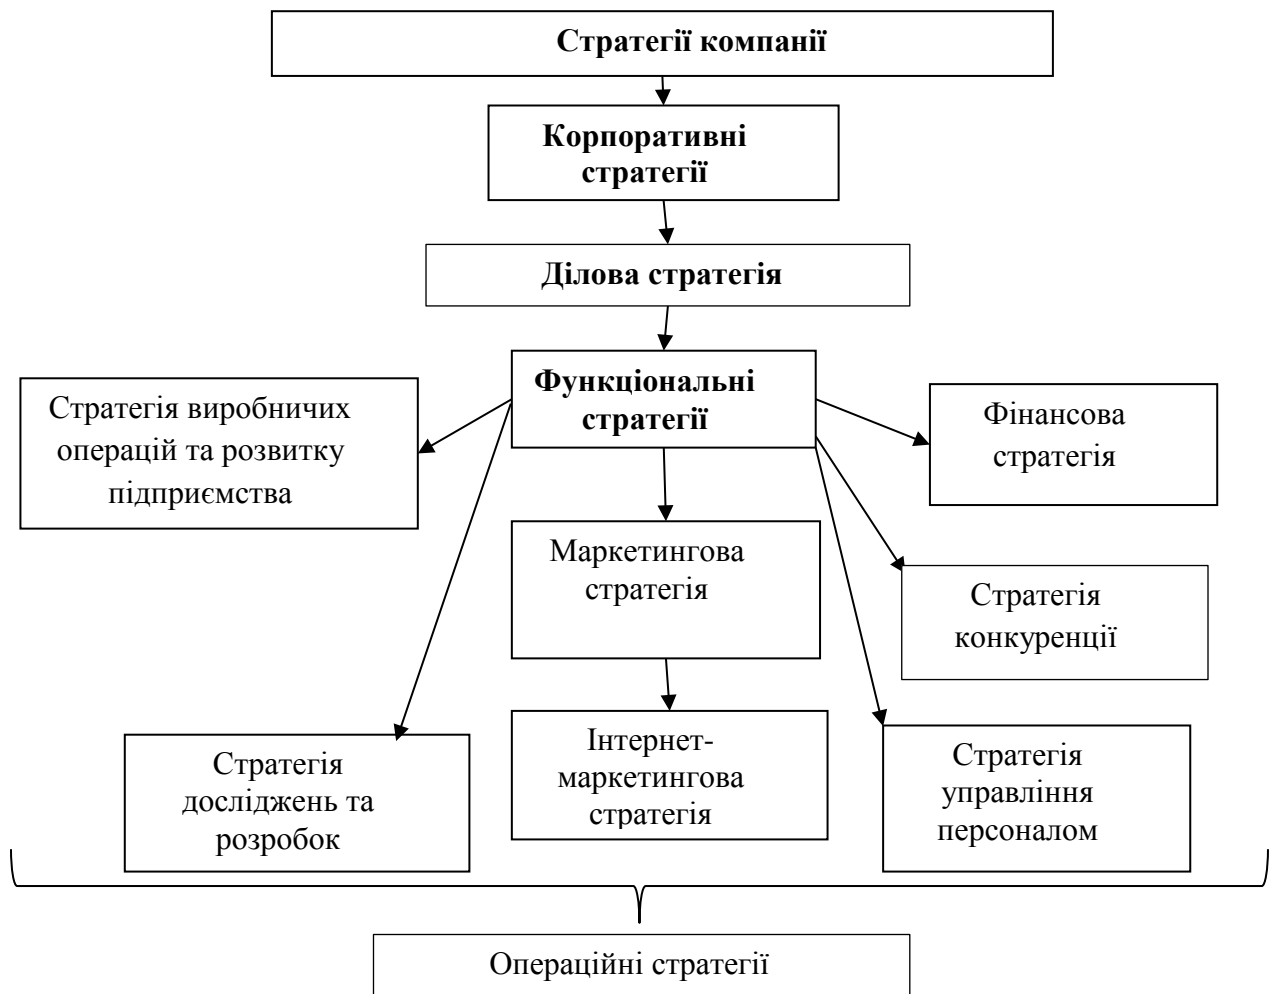 Стратегії компанії
Корпоративні
стратегії
Ділова стратегія
Функціональні
стратегії
Стратегія виробничих
операцій та розвитку
підприємства
Фінансова
стратегія
Маркетингова
стратегія
Стратегія
конкуренції
Стратегія
досліджень та
розробок
Інтернет-
маркетингова
стратегія
Стратегія
управління
персоналом
Операційні стратегії